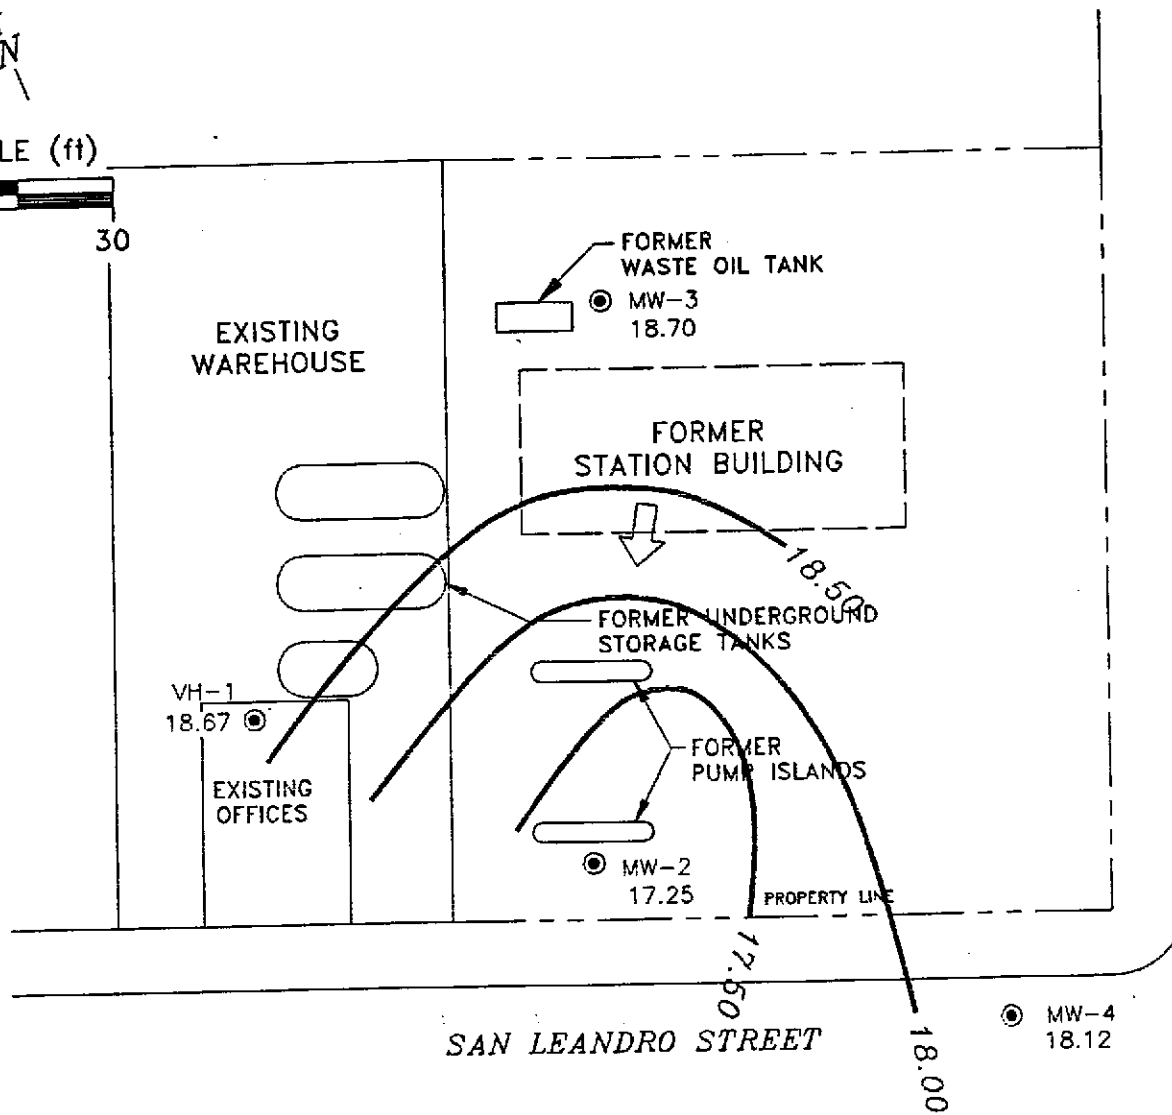 N
LE (ft)
30
FORMER
WASTE OIL TANK
MW-3
18.70
EXISTING
WAREHOUSE
FORMER
STATION BUILDING
18.50
FORMER UNDERGROUND
STORAGE TANKS
VH-1
18.67
FORMER
PUMP ISLANDS
EXISTING
OFFICES
MW-2
17.25
PROPERTY LINE
17.50
18.00
MW-4
18.12
SAN LEANDRO STREET